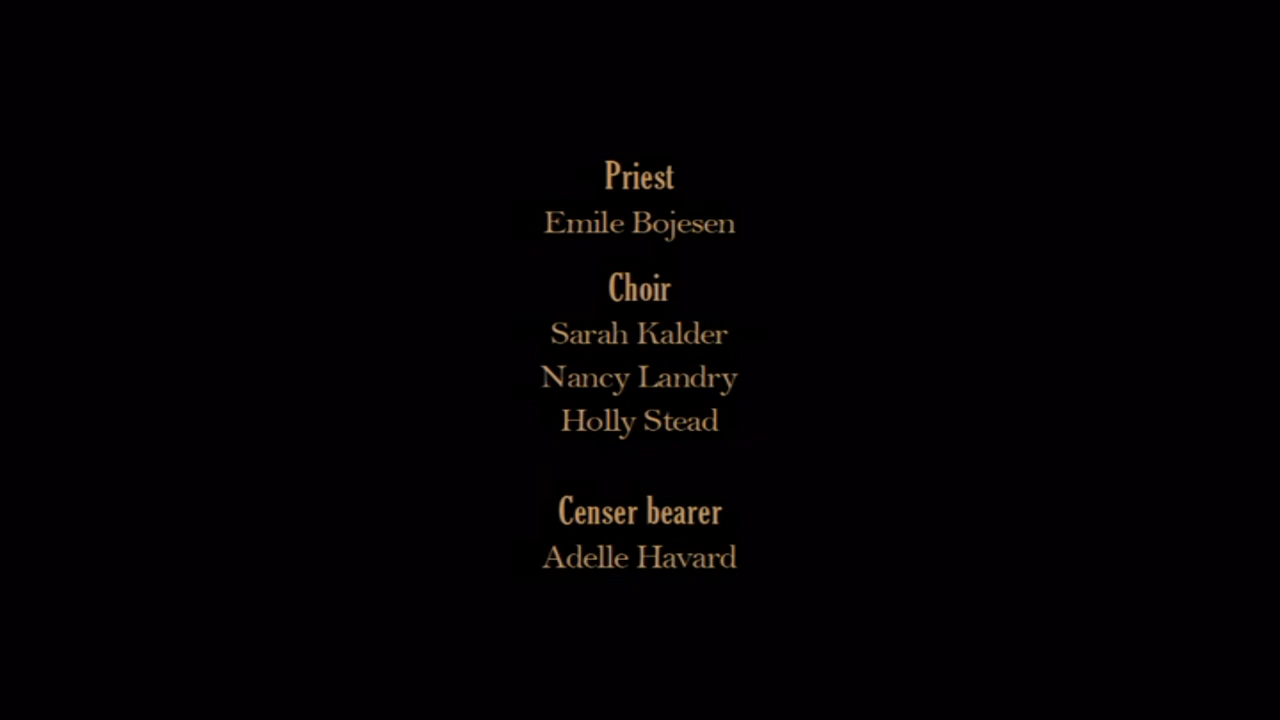 Priest
Emile Bojesen
Choir
Sarah Kalder
Nancy Landry
Holly Stead
Censer bearer
Adelle Havard